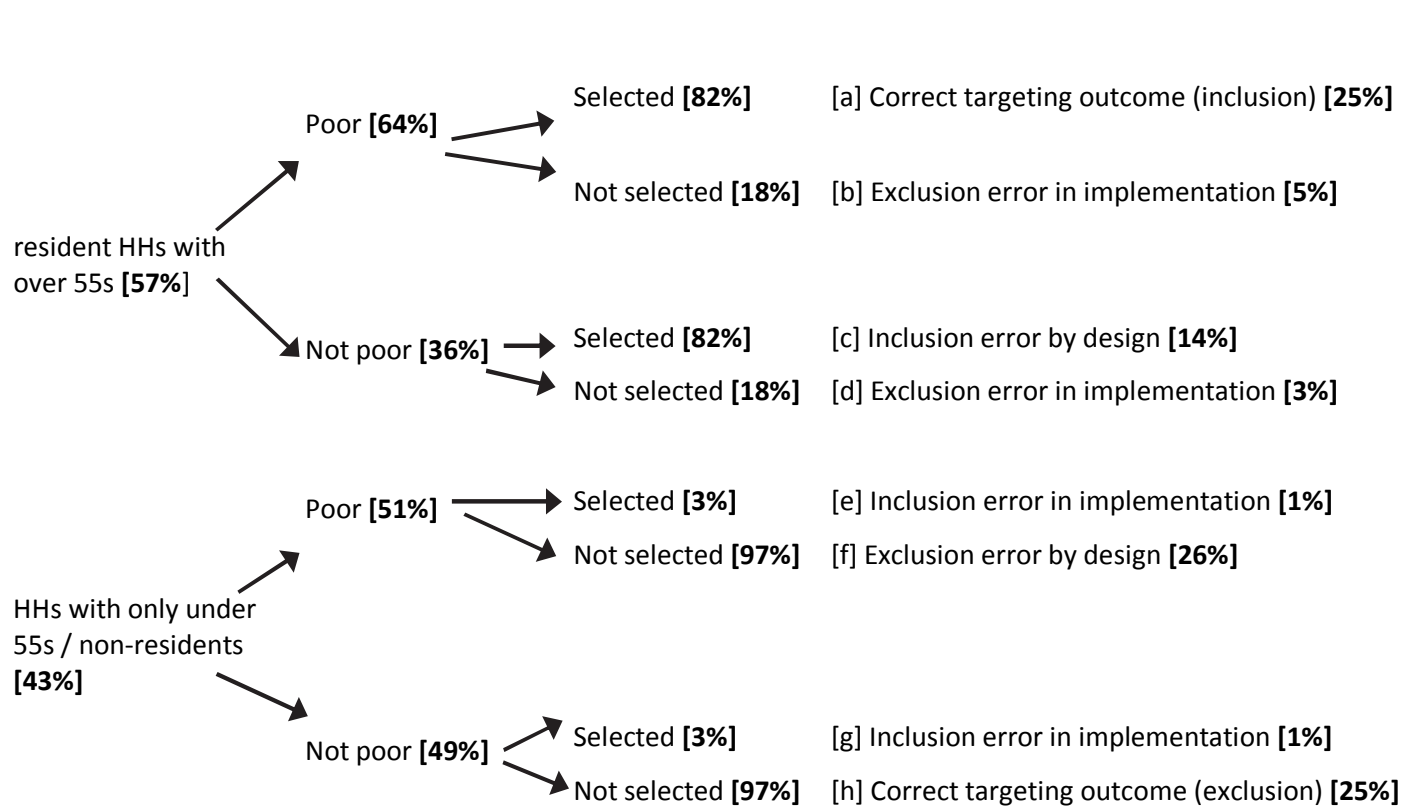 Selected [82%] [a] Correct targeting outcome (inclusion) [25%]
Poor [64%]
Not selected [18%] [b] Exclusion error in implementation [5%]
resident HHs with
over 55s [57%]
Selected [82%] [c] Inclusion error by design [14%]
Not poor [36%]
Not selected [18%] [d] Exclusion error in implementation [3%]
Poor [51%]
Selected [3%] [e] Inclusion error in implementation [1%]
Not selected [97%] [f] Exclusion error by design [26%]
HHs with only under
55s / non-residents
[43%]
Selected [3%] [g] Inclusion error in implementation [1%]
Not poor [49%]
Not selected [97%] [h] Correct targeting outcome (exclusion) [25%]